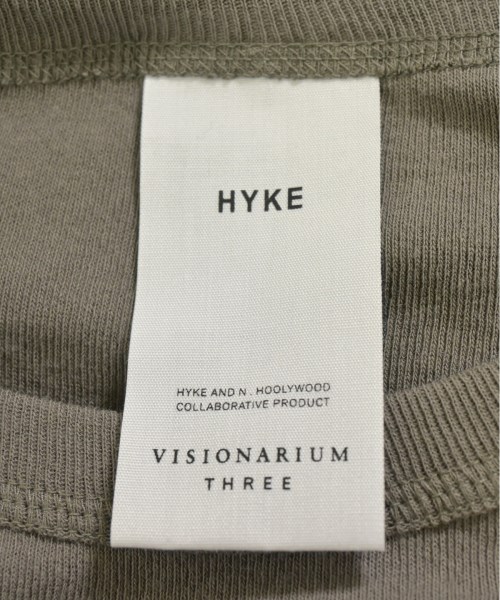 HYKE
HYKE AND N . HOOLYWOOD
COLLABORATIVE PRODUCT
VISIONARIUM
THREE